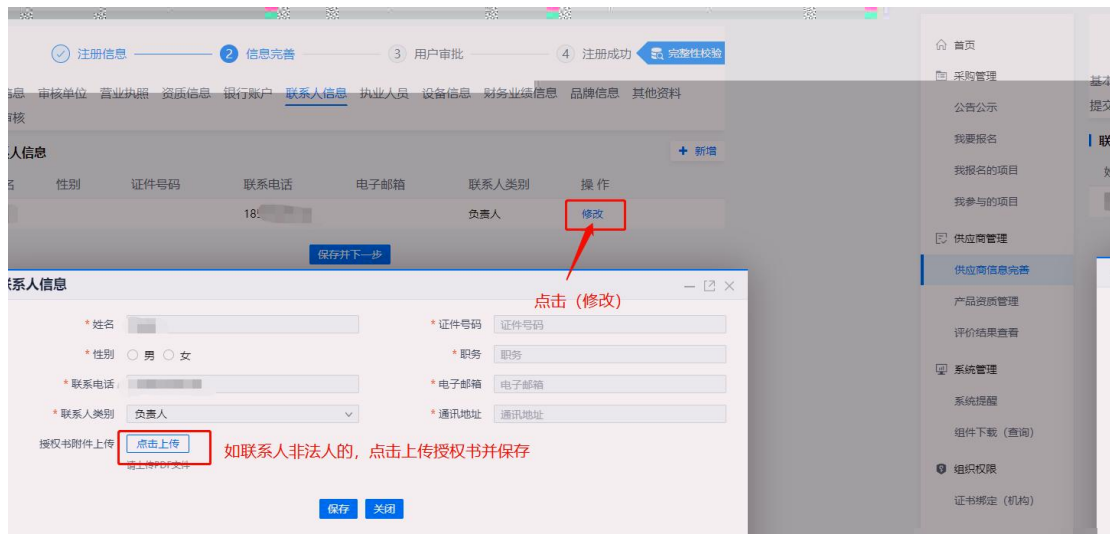 注册信息
2 信息完善
3 用户审批
4 注册成功
完整性校验
信息 审核单位 营业执照 资质信息 银行账户 联系人信息 执业人员 设备信息 财务业绩信息 品牌信息 其他资料
审核
人信息
+ 新增
名 性别 证件号码 联系电话 电子邮箱 联系人类别 操作
185 负责人 修改
保存并下一步
点击（修改）
联系人信息
* 姓名
* 证件号码 证件号码
* 性别 男 女
* 职务 职务
* 联系电话
* 电子邮箱 电子邮箱
* 联系人类别 负责人
* 通讯地址 通讯地址
授权书附件上传 点击上传
请上传PDF文件
如联系人非法人的，点击上传授权书并保存
保存 关闭
首页
采购管理
公告公示
我要报名
我报名的项目
我参与的项目
供应商管理
供应商信息完善
产品资质管理
评价结果查看
系统管理
系统提醒
组件下载（查询）
组织权限
证书绑定（机构）
基本
提交
联